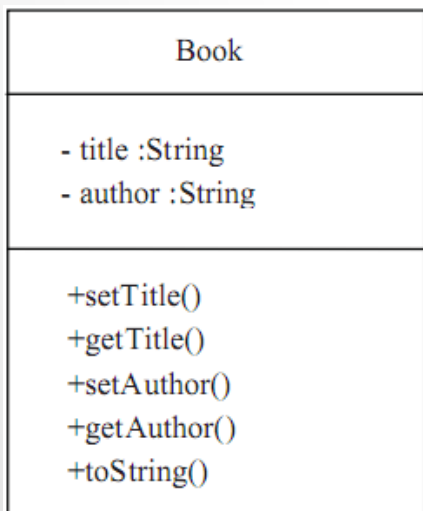 Book
- title :String
- author :String
+setTitle()
+getTitle()
+setAuthor()
+getAuthor()
+toString()